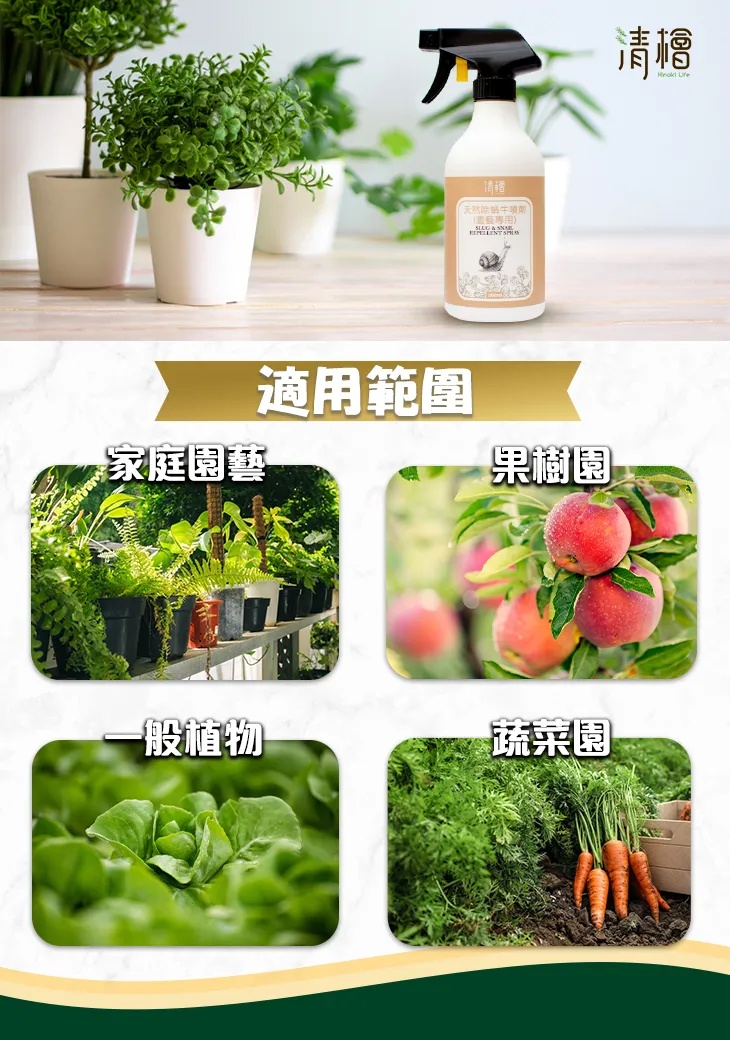 清檜
Hinoki Life
清檜
天然除蝸牛噴劑
(園藝專用)
SLUG & SNAIL
REPELLENT SPRAY
適用範圍
家庭園藝
果樹園
一般植物
蔬菜園